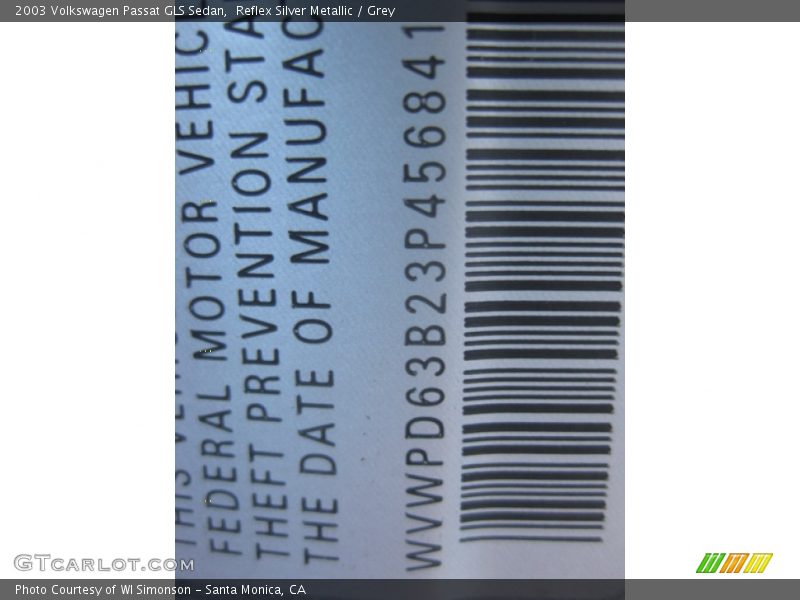 2003 Volkswagen Passat GLS Sedan, Reflex Silver Metallic / Grey
FEDERAL MOTOR VEHIC
THEFT PREVENTION STA
THE DATE OF MANUFAC
WVWPD63B23P456841
GTcarlot.com
Photo Courtesy of WI Simonson - Santa Monica, CA